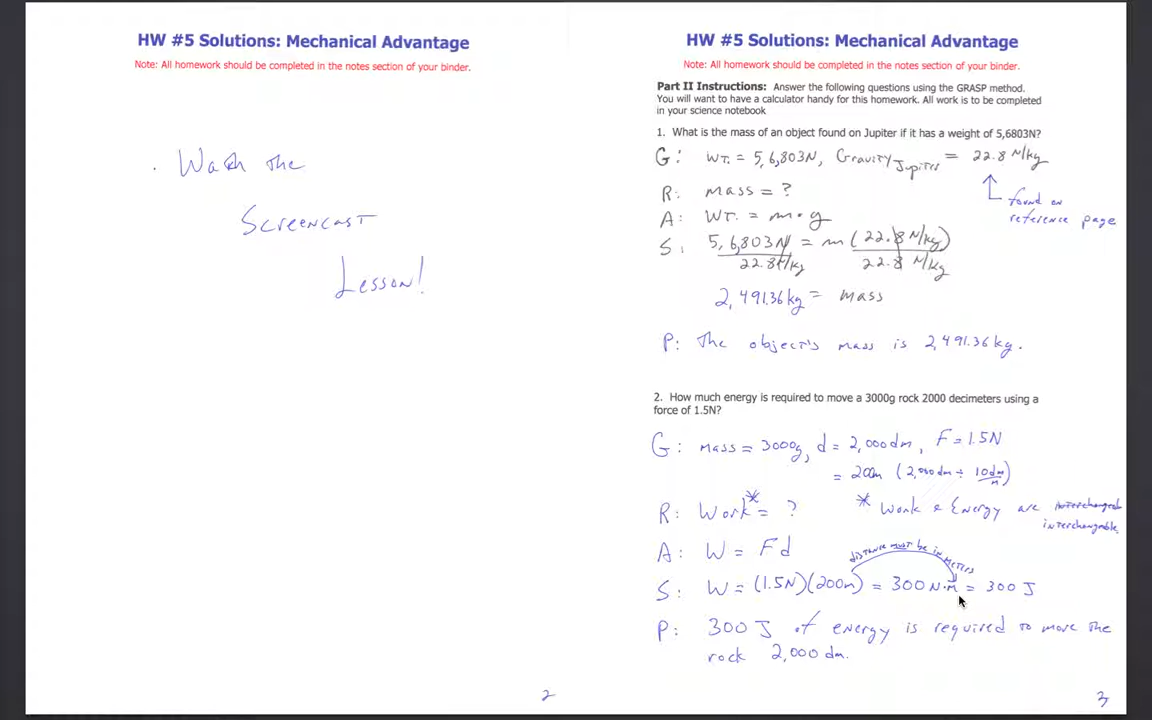 HW #5 Solutions: Mechanical Advantage
Note: All homework should be completed in the notes section of your binder.
· Wach the
Screencast
Lesson!
2
HW #5 Solutions: Mechanical Advantage
Note: All homework should be completed in the notes section of your binder.
Part II Instructions: Answer the following questions using the GRASP method.
You will want to have a calculator handy for this homework. All work is to be completed
in your science notebook
1. What is the mass of an object found on Jupiter if it has a weight of 5,6803N?
G: WT. = 5,6,803N, Gravity Jupiter = 22.8 N/kg
↑ found on
reference page
R: mass = ?
A: WT. = m·g
S: 5,6,803N = m (22.8 N/kg)
22.8N/kg 22.8 N/kg
2,491.36kg = mass
P: The object's mass is 2,491.36kg.
2. How much energy is required to move a 3000g rock 2000 decimeters using a
force of 1.5N?
G: mass = 3000g, d = 2,000dm, F = 1.5N
= 200m (2,000dm ÷ 10dm/m)
R: Work* = ? * Work & Energy are interchangeabl
interchangeable
A: W = Fd
distance must be in meters
S: W = (1.5N)(200m) = 300 N·m = 300 J
P: 300 J of energy is required to move the
rock 2,000 dm.
3